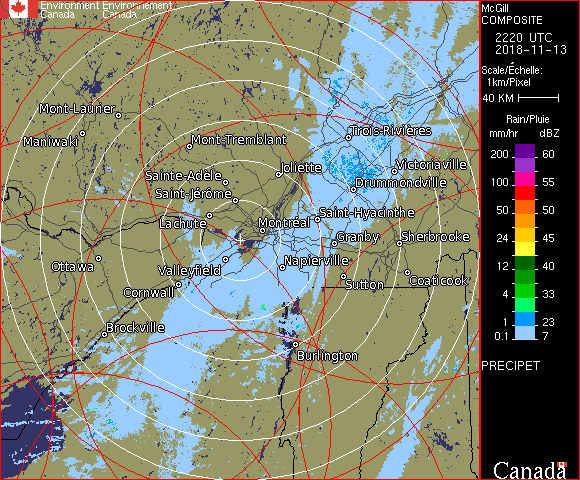 Environment Environnement
Canada Canada
McGill
COMPOSITE
2220 UTC
2018-11-13
Scale/Échelle:
1km/Pixel
40 KM
Rain/Pluie
mm/hr dBZ
200 60
155 
100 55
50 50
24 45
12 40
4 33
1 23
0.1 7
PRECIPET
Canada
Mont-Laurier
Maniwaki
Mont-Tremblant
Trois-Rivières
Joliette
Victoriaville
Sainte-Adèle
Drummondville
Saint-Jérôme
Saint-Hyacinthe
Lachute
Montréal
Granby
Sherbrooke
Ottawa
Valleyfield
Napierville
Coaticook
Sutton
Cornwall
Brockville
Burlington